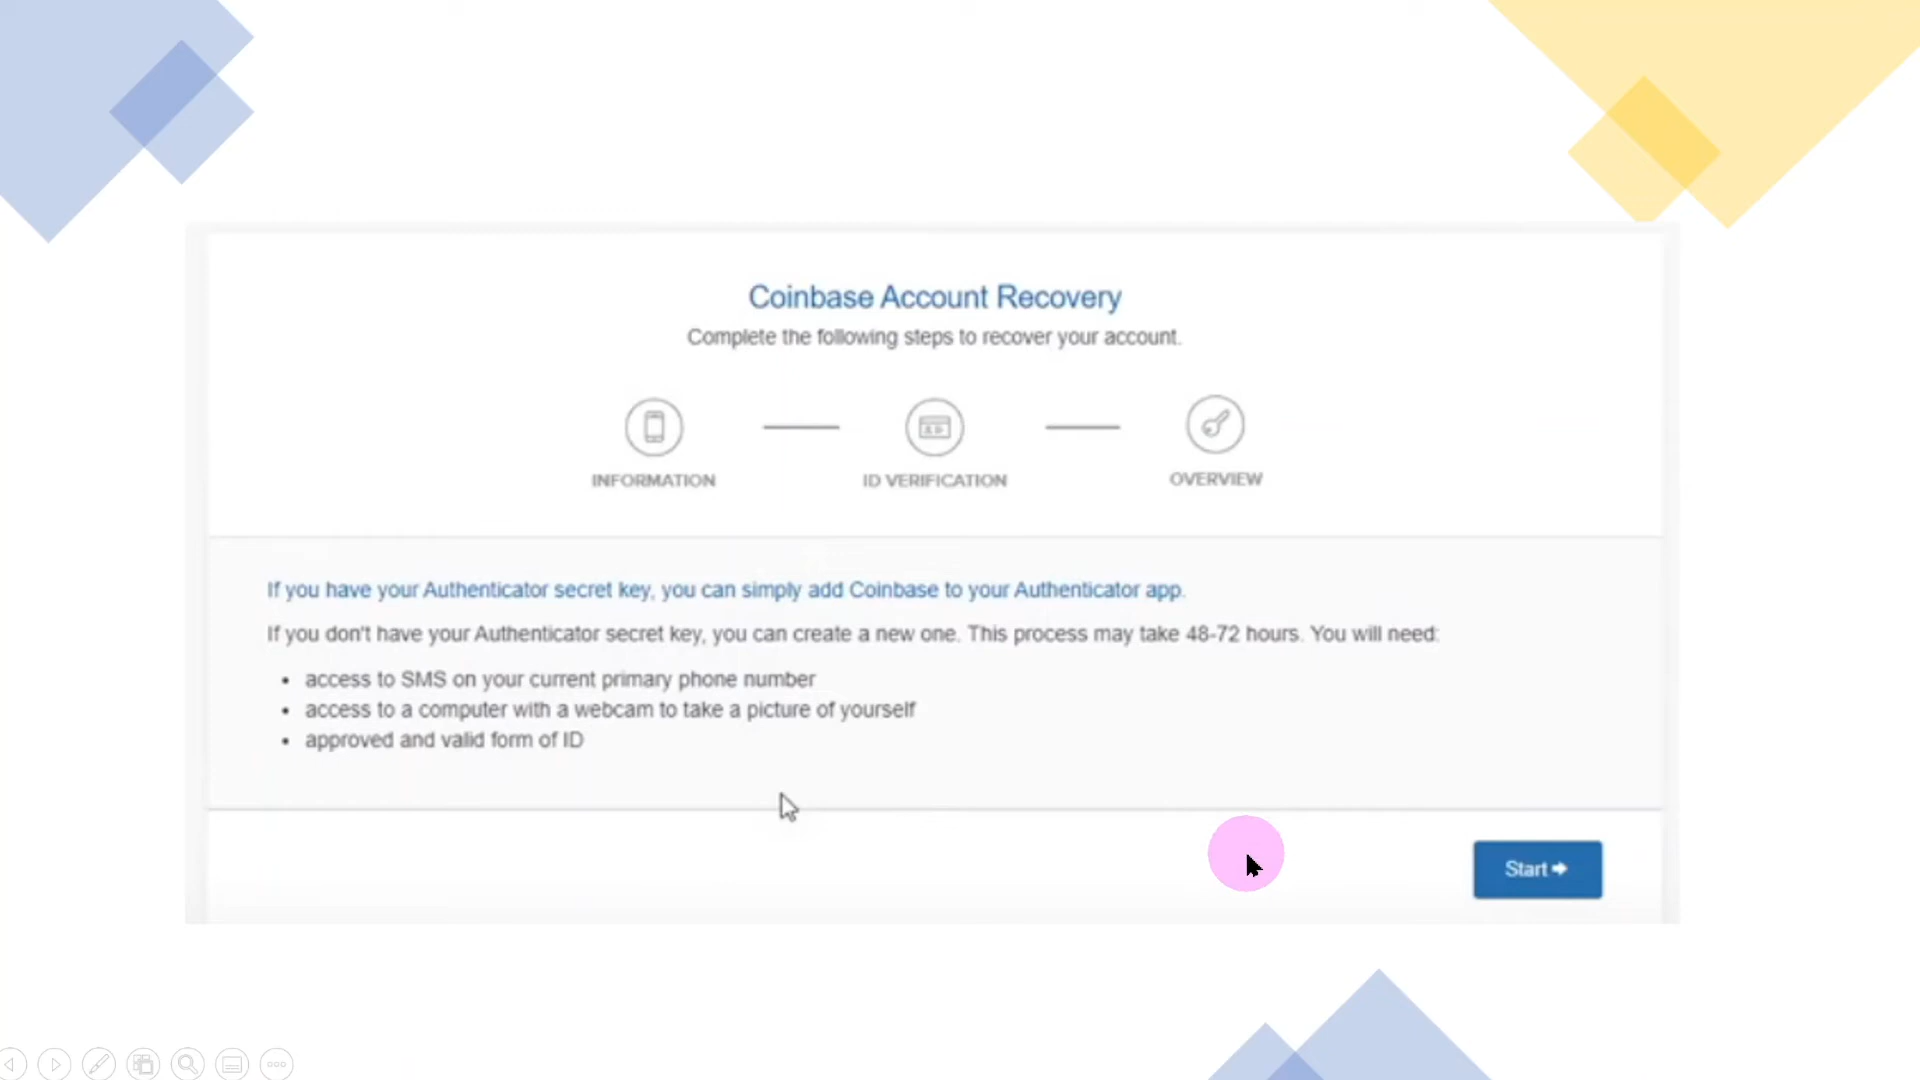 Coinbase Account Recovery
Complete the following steps to recover your account.
INFORMATION
ID VERIFICATION
OVERVIEW
If you have your Authenticator secret key, you can simply add Coinbase to your Authenticator app.
If you don't have your Authenticator secret key, you can create a new one. This process may take 48-72 hours. You will need:
• access to SMS on your current primary phone number
• access to a computer with a webcam to take a picture of yourself
• approved and valid form of ID
Start